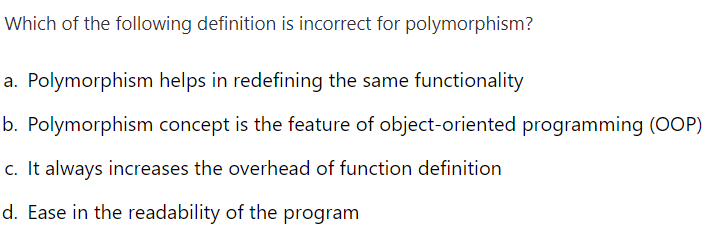 Which of the following definition is incorrect for polymorphism?
a. Polymorphism helps in redefining the same functionality
b. Polymorphism concept is the feature of object-oriented programming (OOP)
c. It always increases the overhead of function definition
d. Ease in the readability of the program